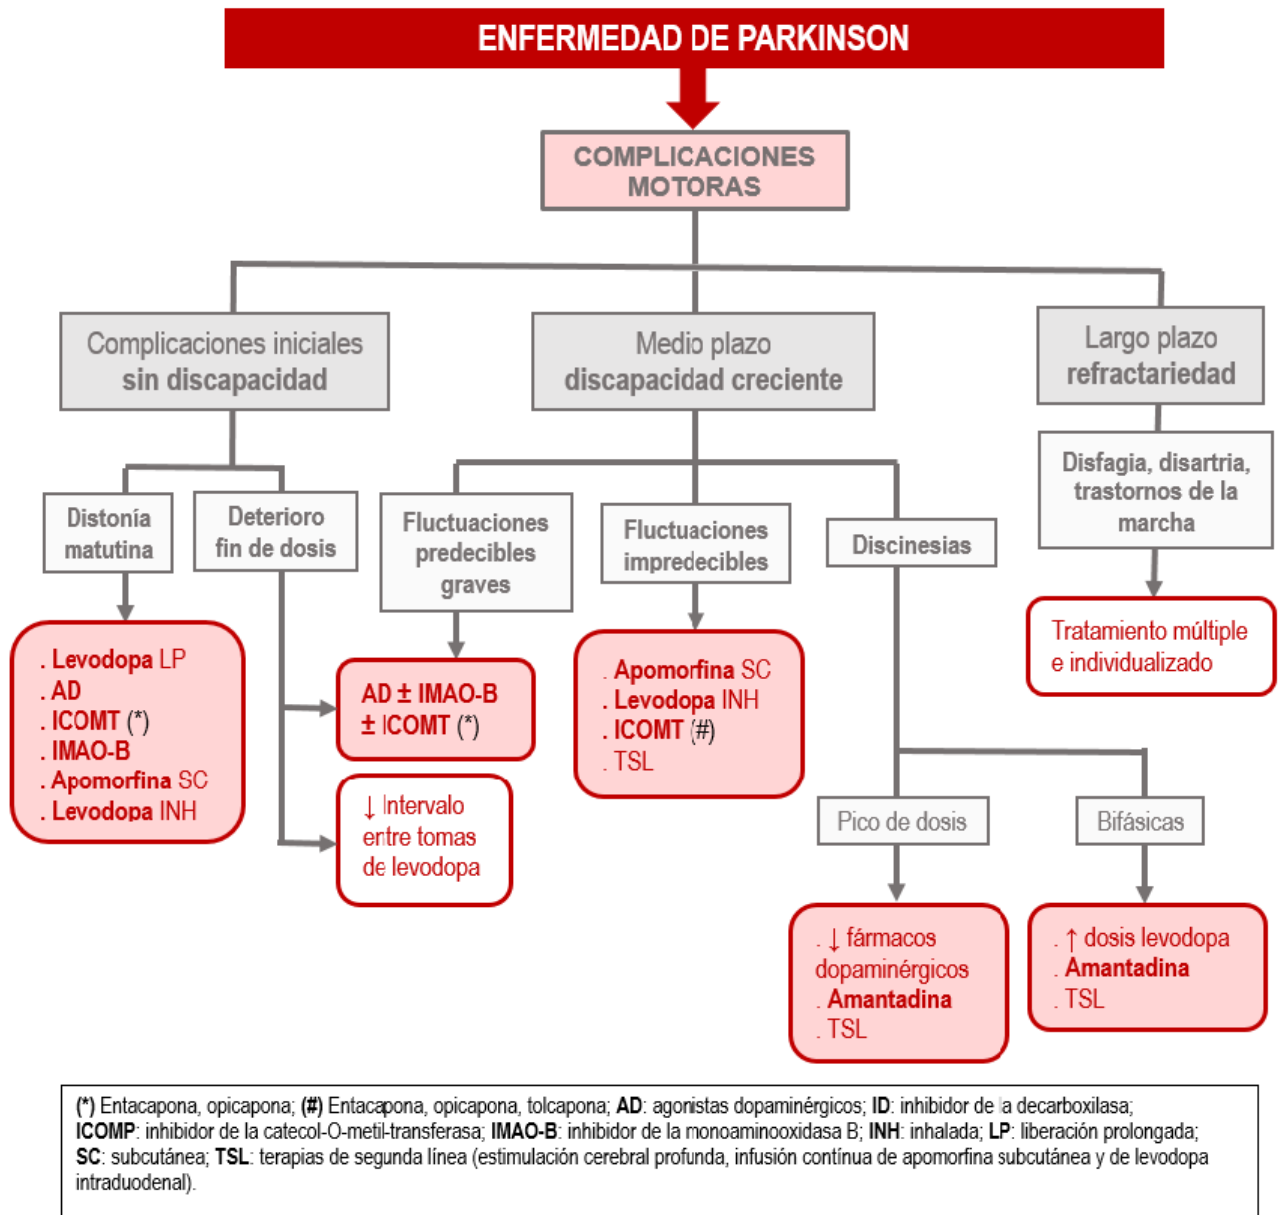 ENFERMEDAD DE PARKINSON
COMPLICACIONES
MOTORAS
Complicaciones iniciales
sin discapacidad
Medio plazo
discapacidad creciente
Largo plazo
refractariedad
Distonía
matutina
Deterioro
fin de dosis
Fluctuaciones
predecibles
graves
Fluctuaciones
impredecibles
Discinesias
Disfagia, disartria,
trastornos de la
marcha
. Levodopa LP
. AD
. ICOMT (*)
. IMAO-B
. Apomorfina SC
. Levodopa INH
AD ± IMAO-B
± ICOMT (*)
↓ Intervalo
entre tomas
de levodopa
. Apomorfina SC
. Levodopa INH
. ICOMT (#)
. TSL
Tratamiento múltiple
e individualizado
Pico de dosis
Bifásicas
. ↓ fármacos
dopaminérgicos
. Amantadina
. TSL
. ↑ dosis levodopa
. Amantadina
. TSL
(*) Entacapona, opicapona; (#) Entacapona, opicapona, tolcapona; AD: agonistas dopaminérgicos; ID: inhibidor de la decarboxilasa;
ICOMP: inhibidor de la catecol-O-metil-transferasa; IMAO-B: inhibidor de la monoaminooxidasa B; INH: inhalada; LP: liberación prolongada;
SC: subcutánea; TSL: terapias de segunda línea (estimulación cerebral profunda, infusión contínua de apomorfina subcutánea y de levodopa
intraduodenal).